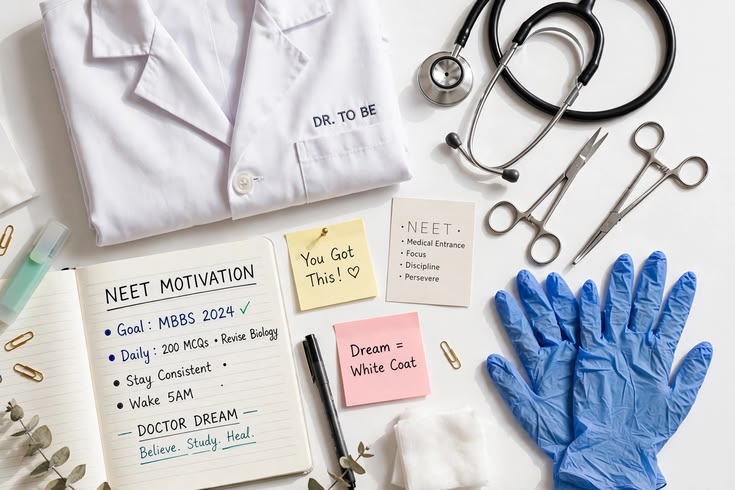 DR. TO BE
You Got
This! ♡
· NEET ·
• Medical Entrance
• Focus
• Discipline
• Persevere
NEET MOTIVATION
• Goal: MBBS 2024 ✓
• Daily: 200 MCQs • Revise Biology
• Stay Consistent
• Wake 5AM
— DOCTOR DREAM —
Believe. Study. Heal.
Dream =
White Coat